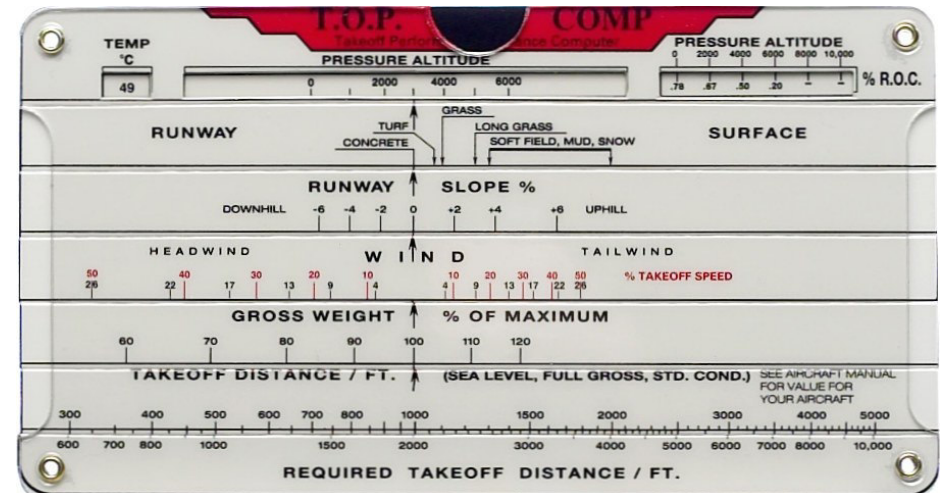 T.O.P. COMP
Takeoff Perfor ance Computer
TEMP
°C
49
PRESSURE ALTITUDE
0 2000 4000 6000
PRESSURE ALTITUDE
0 2000 4000 6000 8000 10,000
.78 .67 .50 .20 – –
% R.O.C.
RUNWAY SURFACE
GRASS
TURF LONG GRASS
CONCRETE SOFT FIELD, MUD, SNOW
RUNWAY SLOPE %
DOWNHILL -6 -4 -2 0 +2 +4 +6 UPHILL
HEADWIND WIND TAILWIND
50 40 30 20 10 10 20 30 40 50 % TAKEOFF SPEED
26 22 17 13 9 4 4 9 13 17 22 26
GROSS WEIGHT % OF MAXIMUM
60 70 80 90 100 110 120
TAKEOFF DISTANCE / FT. (SEA LEVEL, FULL GROSS, STD. COND.)
SEE AIRCRAFT MANUAL
FOR VALUE FOR
YOUR AIRCRAFT
300 400 500 600 700 800 1000 1500 2000 3000 4000 5000
600 700 800 1000 1500 2000 3000 4000 5000 6000 7000 8000 10,000
REQUIRED TAKEOFF DISTANCE / FT.